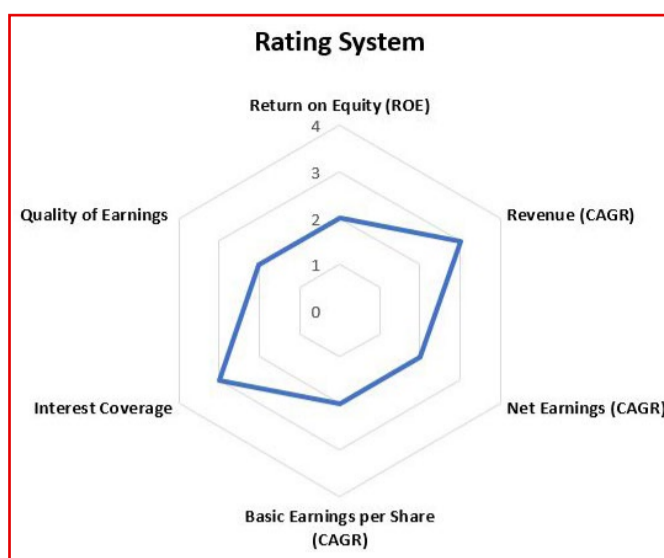 Rating System
Return on Equity (ROE)
4
3
2
1
0
Quality of Earnings
Revenue (CAGR)
Interest Coverage
Net Earnings (CAGR)
Basic Earnings per Share
(CAGR)